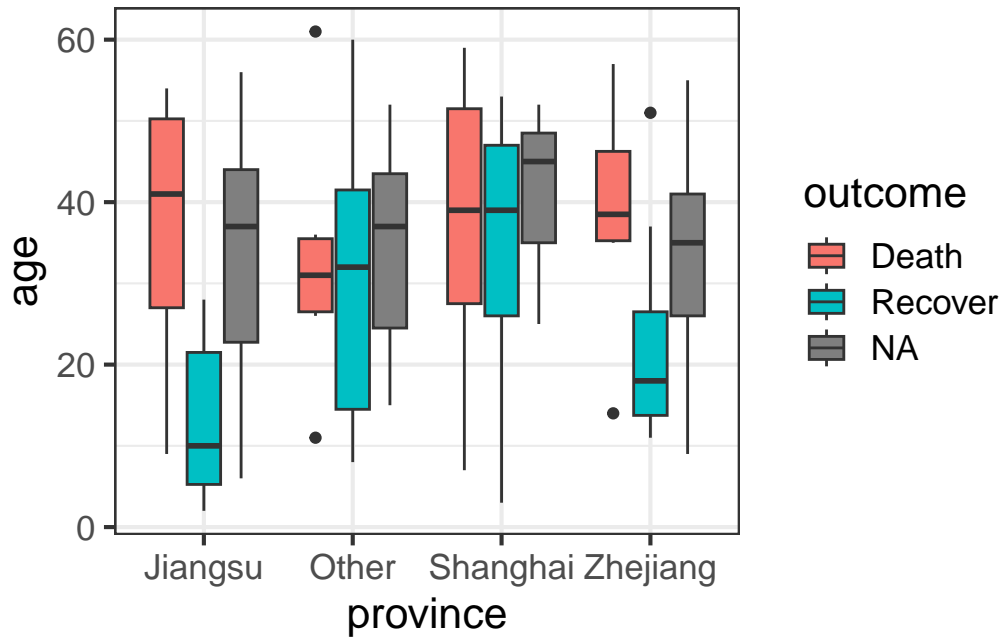 60
40
20
0
age
Jiangsu Other Shanghai Zhejiang
province
outcome
Death
Recover
NA